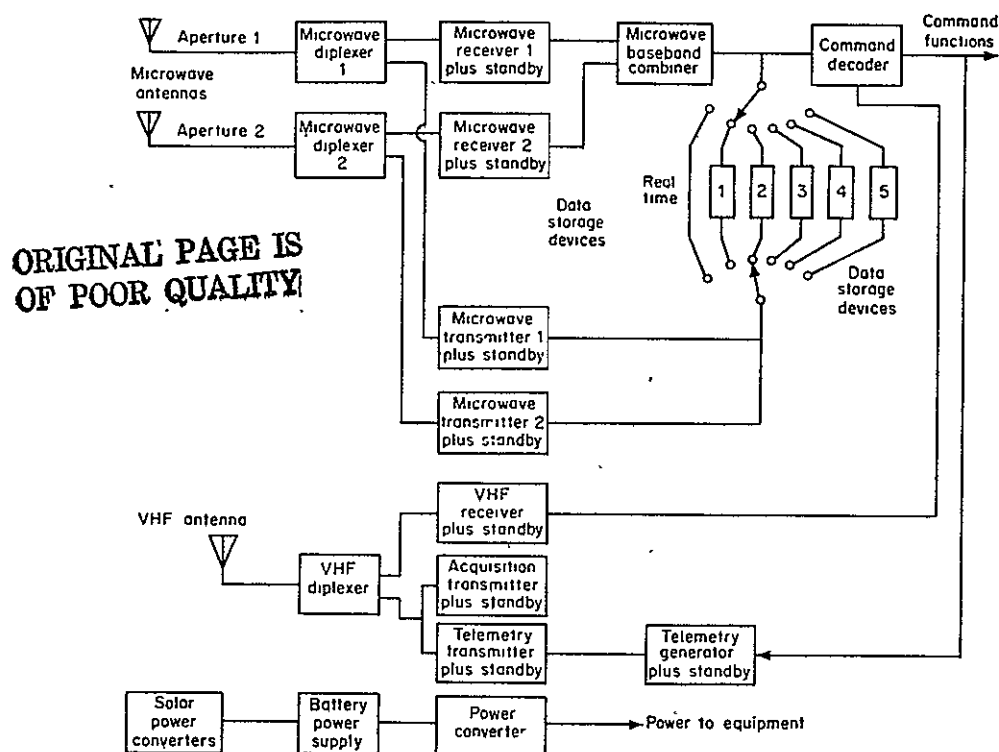 Aperture 1
Microwave
antennas
Aperture 2
Microwave
diplexer
1
Microwave
diplexer
2
Microwave
receiver 1
plus standby
Microwave
receiver 2
plus standby
Microwave
baseband
combiner
Command
decoder
Command
functions
Real
time
1
2
3
4
5
Data
storage
devices
Data
storage
devices
ORIGINAL PAGE IS
OF POOR QUALITY
Microwave
transmitter 1
plus standby
Microwave
transmitter 2
plus standby
VHF antenna
VHF
diplexer
VHF
receiver
plus standby
Acquisition
transmitter
plus standby
Telemetry
transmitter
plus standby
Telemetry
generator
plus standby
Solar
power
converters
Battery
power
supply
Power
converter
Power to equipment